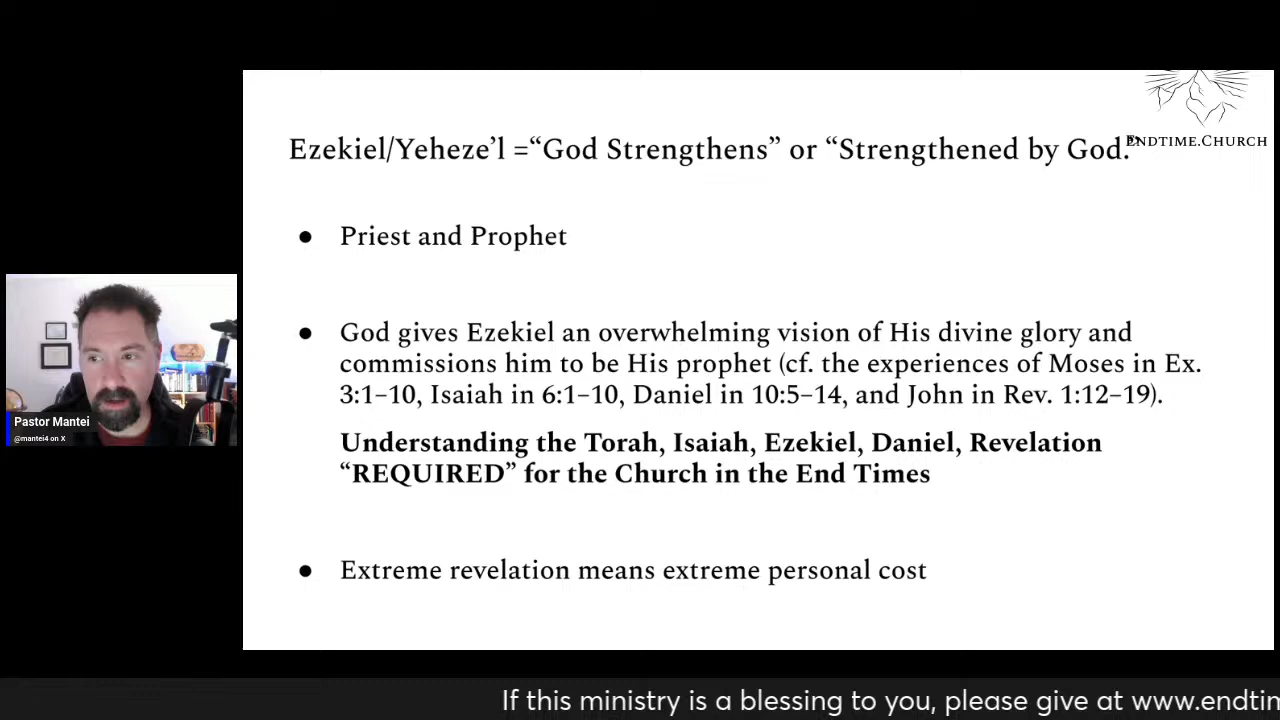 Ezekiel/Yeheze’l =“God Strengthens” or “Strengthened by God.”
ENDTIME.CHURCH
● Priest and Prophet
● God gives Ezekiel an overwhelming vision of His divine glory and
commissions him to be His prophet (cf. the experiences of Moses in Ex.
3:1–10, Isaiah in 6:1–10, Daniel in 10:5–14, and John in Rev. 1:12–19).
Understanding the Torah, Isaiah, Ezekiel, Daniel, Revelation
“REQUIRED” for the Church in the End Times
● Extreme revelation means extreme personal cost
Pastor Mantei
@mantei4 on X
If this ministry is a blessing to you, please give at www.endti